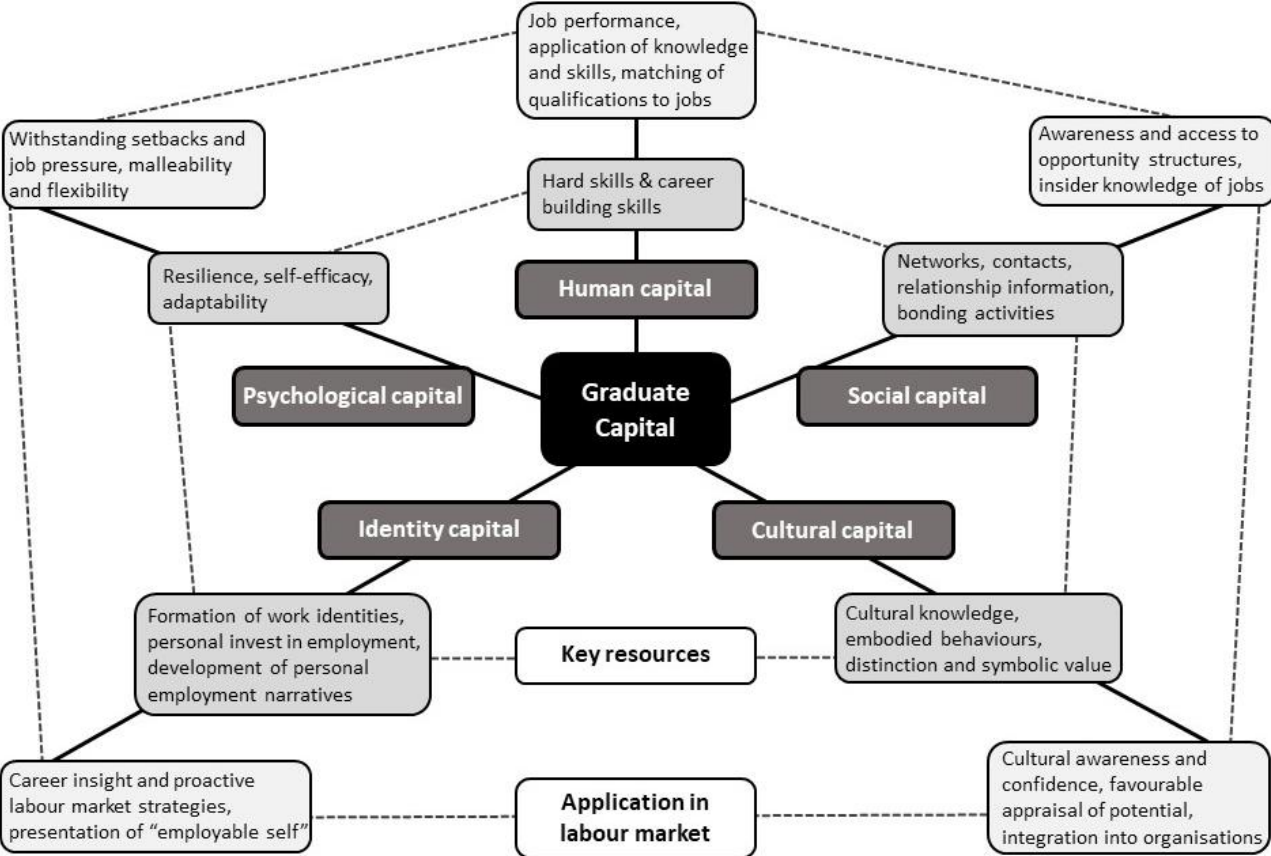 Job performance,
application of knowledge
and skills, matching of
qualifications to jobs
Withstanding setbacks and
job pressure, malleability
and flexibility
Awareness and access to
opportunity structures,
insider knowledge of jobs
Hard skills & career
building skills
Resilience, self-efficacy,
adaptability
Human capital
Networks, contacts,
relationship information,
bonding activities
Psychological capital
Graduate
Capital
Social capital
Identity capital
Cultural capital
Formation of work identities,
personal invest in employment,
development of personal
employment narratives
Key resources
Cultural knowledge,
embodied behaviours,
distinction and symbolic value
Career insight and proactive
labour market strategies,
presentation of “employable self”
Application in
labour market
Cultural awareness and
confidence, favourable
appraisal of potential,
integration into organisations